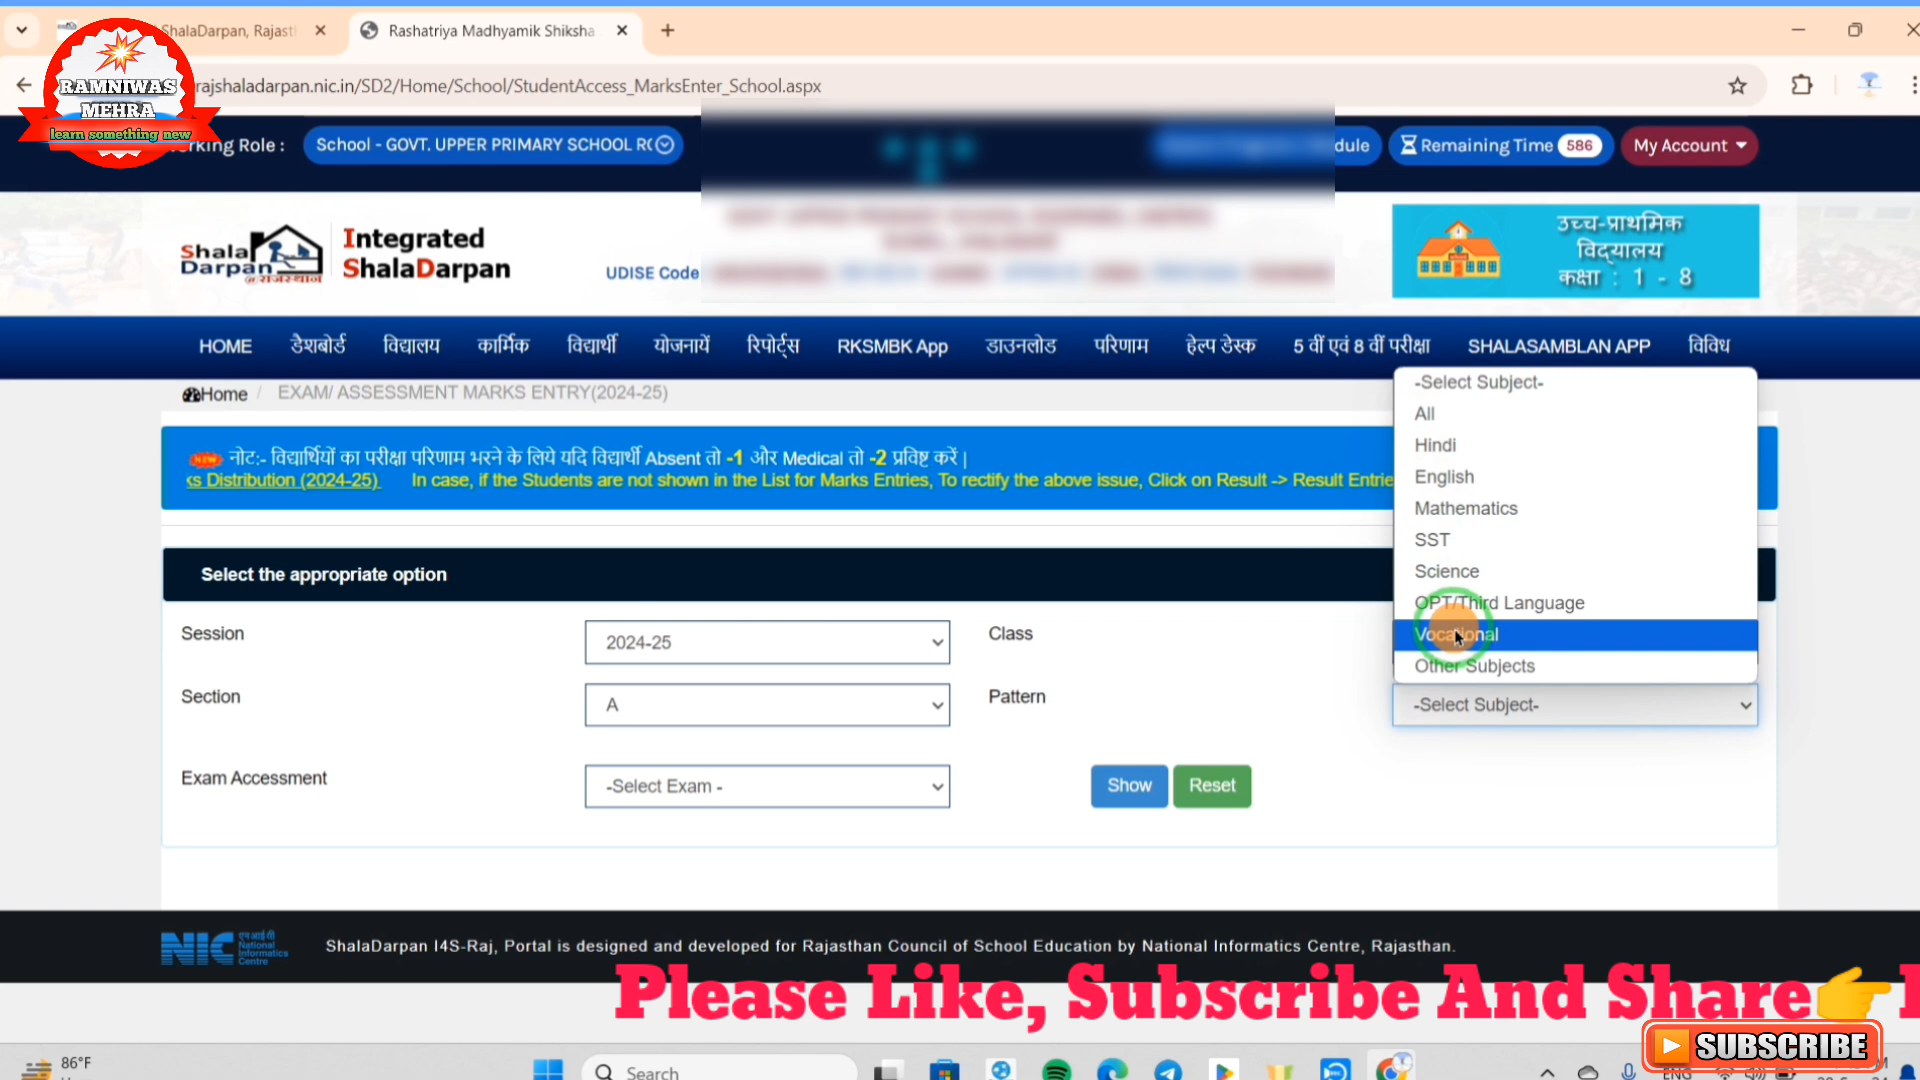 ShalaDarpan, Rajast
Rashatriya Madhyamik Shiksha
rajshaladarpan.nic.in/SD2/Home/School/StudentAccess_MarksEnter_School.aspx
RAMNIWAS
MEHRA
learn something new
rking Role :
School - GOVT. UPPER PRIMARY SCHOOL R
dule
Remaining Time 586
My Account
Shala
Darpan
@राजस्थान
Integrated
ShalaDarpan
UDISE Code
उच्च-प्राथमिक
विद्यालय
कक्षा : 1 - 8
HOME डैशबोर्ड विद्यालय कार्मिक विद्यार्थी योजनायें रिपोर्ट्स RKSMBK App डाउनलोड परिणाम हेल्प डेस्क 5 वीं एवं 8 वीं परीक्षा SHALASAMBLAN APP विविध
Home / EXAM/ ASSESSMENT MARKS ENTRY(2024-25)
NEW नोट:- विद्यार्थियों का परीक्षा परिणाम भरने के लिये यदि विद्यार्थी Absent तो -1 और Medical तो -2 प्रविष्ट करें |
ks Distribution (2024-25) In case, if the Students are not shown in the List for Marks Entries, To rectify the above issue, Click on Result -> Result Entrie
-Select Subject-
All
Hindi
English
Mathematics
SST
Science
OPT/Third Language
Vocational
Other Subjects
Select the appropriate option
Session 2024-25 Class
Section A Pattern -Select Subject-
Exam Accessment -Select Exam - Show Reset
NIC एन आई सी
National
Informatics
Centre
ShalaDarpan I4S-Raj, Portal is designed and developed for Rajasthan Council of School Education by National Informatics Centre, Rajasthan.
Please Like, Subscribe And Share
SUBSCRIBE
86°F
Search
ENG